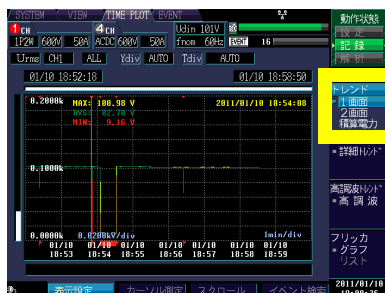 SYSTEM VIEW TIME PLOT EVENT
動作状態
1CH 4CH Udin 101V
設定
1P2W 600V 50A ACDC 600V 50A fnom 60Hz EVENT 16
記録
Urms CH1 ALL Ydiv AUTO Tdiv AUTO
解析
01/10 18:52:18 01/10 18:58:50
トレンド
1画面
2画面
積算電力
0.2000k MAX: 100.98 V 2011/01/10 18:54:08
AVG: 82.70 V
MIN: 9.16 V
詳細トレンド
0.1000k
高調波トレンド
高調波
0.0000k 0.0200kV/div 1min/div
フリッカ
グラフ
リスト
01/10 01/10 01/10 01/10 01/10 01/10 01/10 01/10
18:53 18:54 18:55 18:56 18:57 18:58 18:59
表示設定 カーソル測定 スクロール イベント検索
2011/01/10